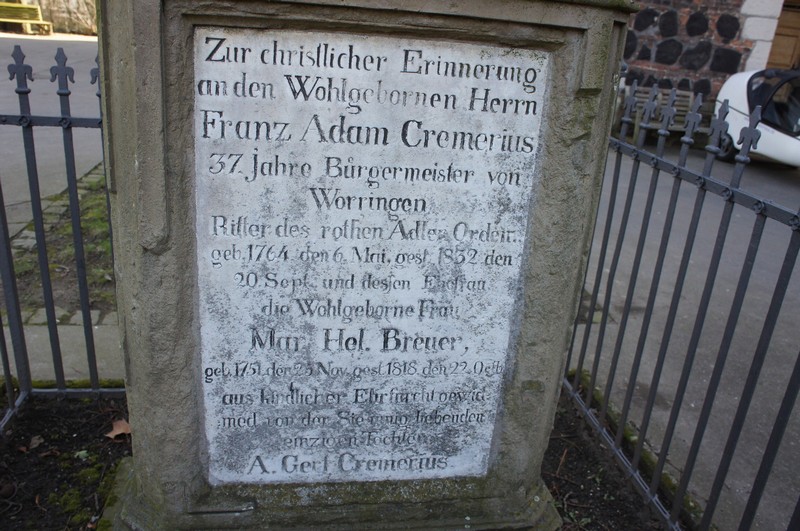 Zur christlicher Erinnerung
an den Wohlgebornen Herrn
Franz Adam Cremerius
37 Jahre Bůrgermeister von
Worringen
Ritter des rothen Adler Orden
geb. 1764, den 6. Mai, gest. 1832 den
20. Sept. und dessen Ehefrau
die Wohlgeborne Frau
Mar. Hel. Breuer,
geb. 1751. den 25 Nov. gest. 1818. den 22. Octb.
aus kindlicher Ehrfurcht gewid
med von der Sie innig liebenden
einzigen Tochter
A. Gert Cremerius